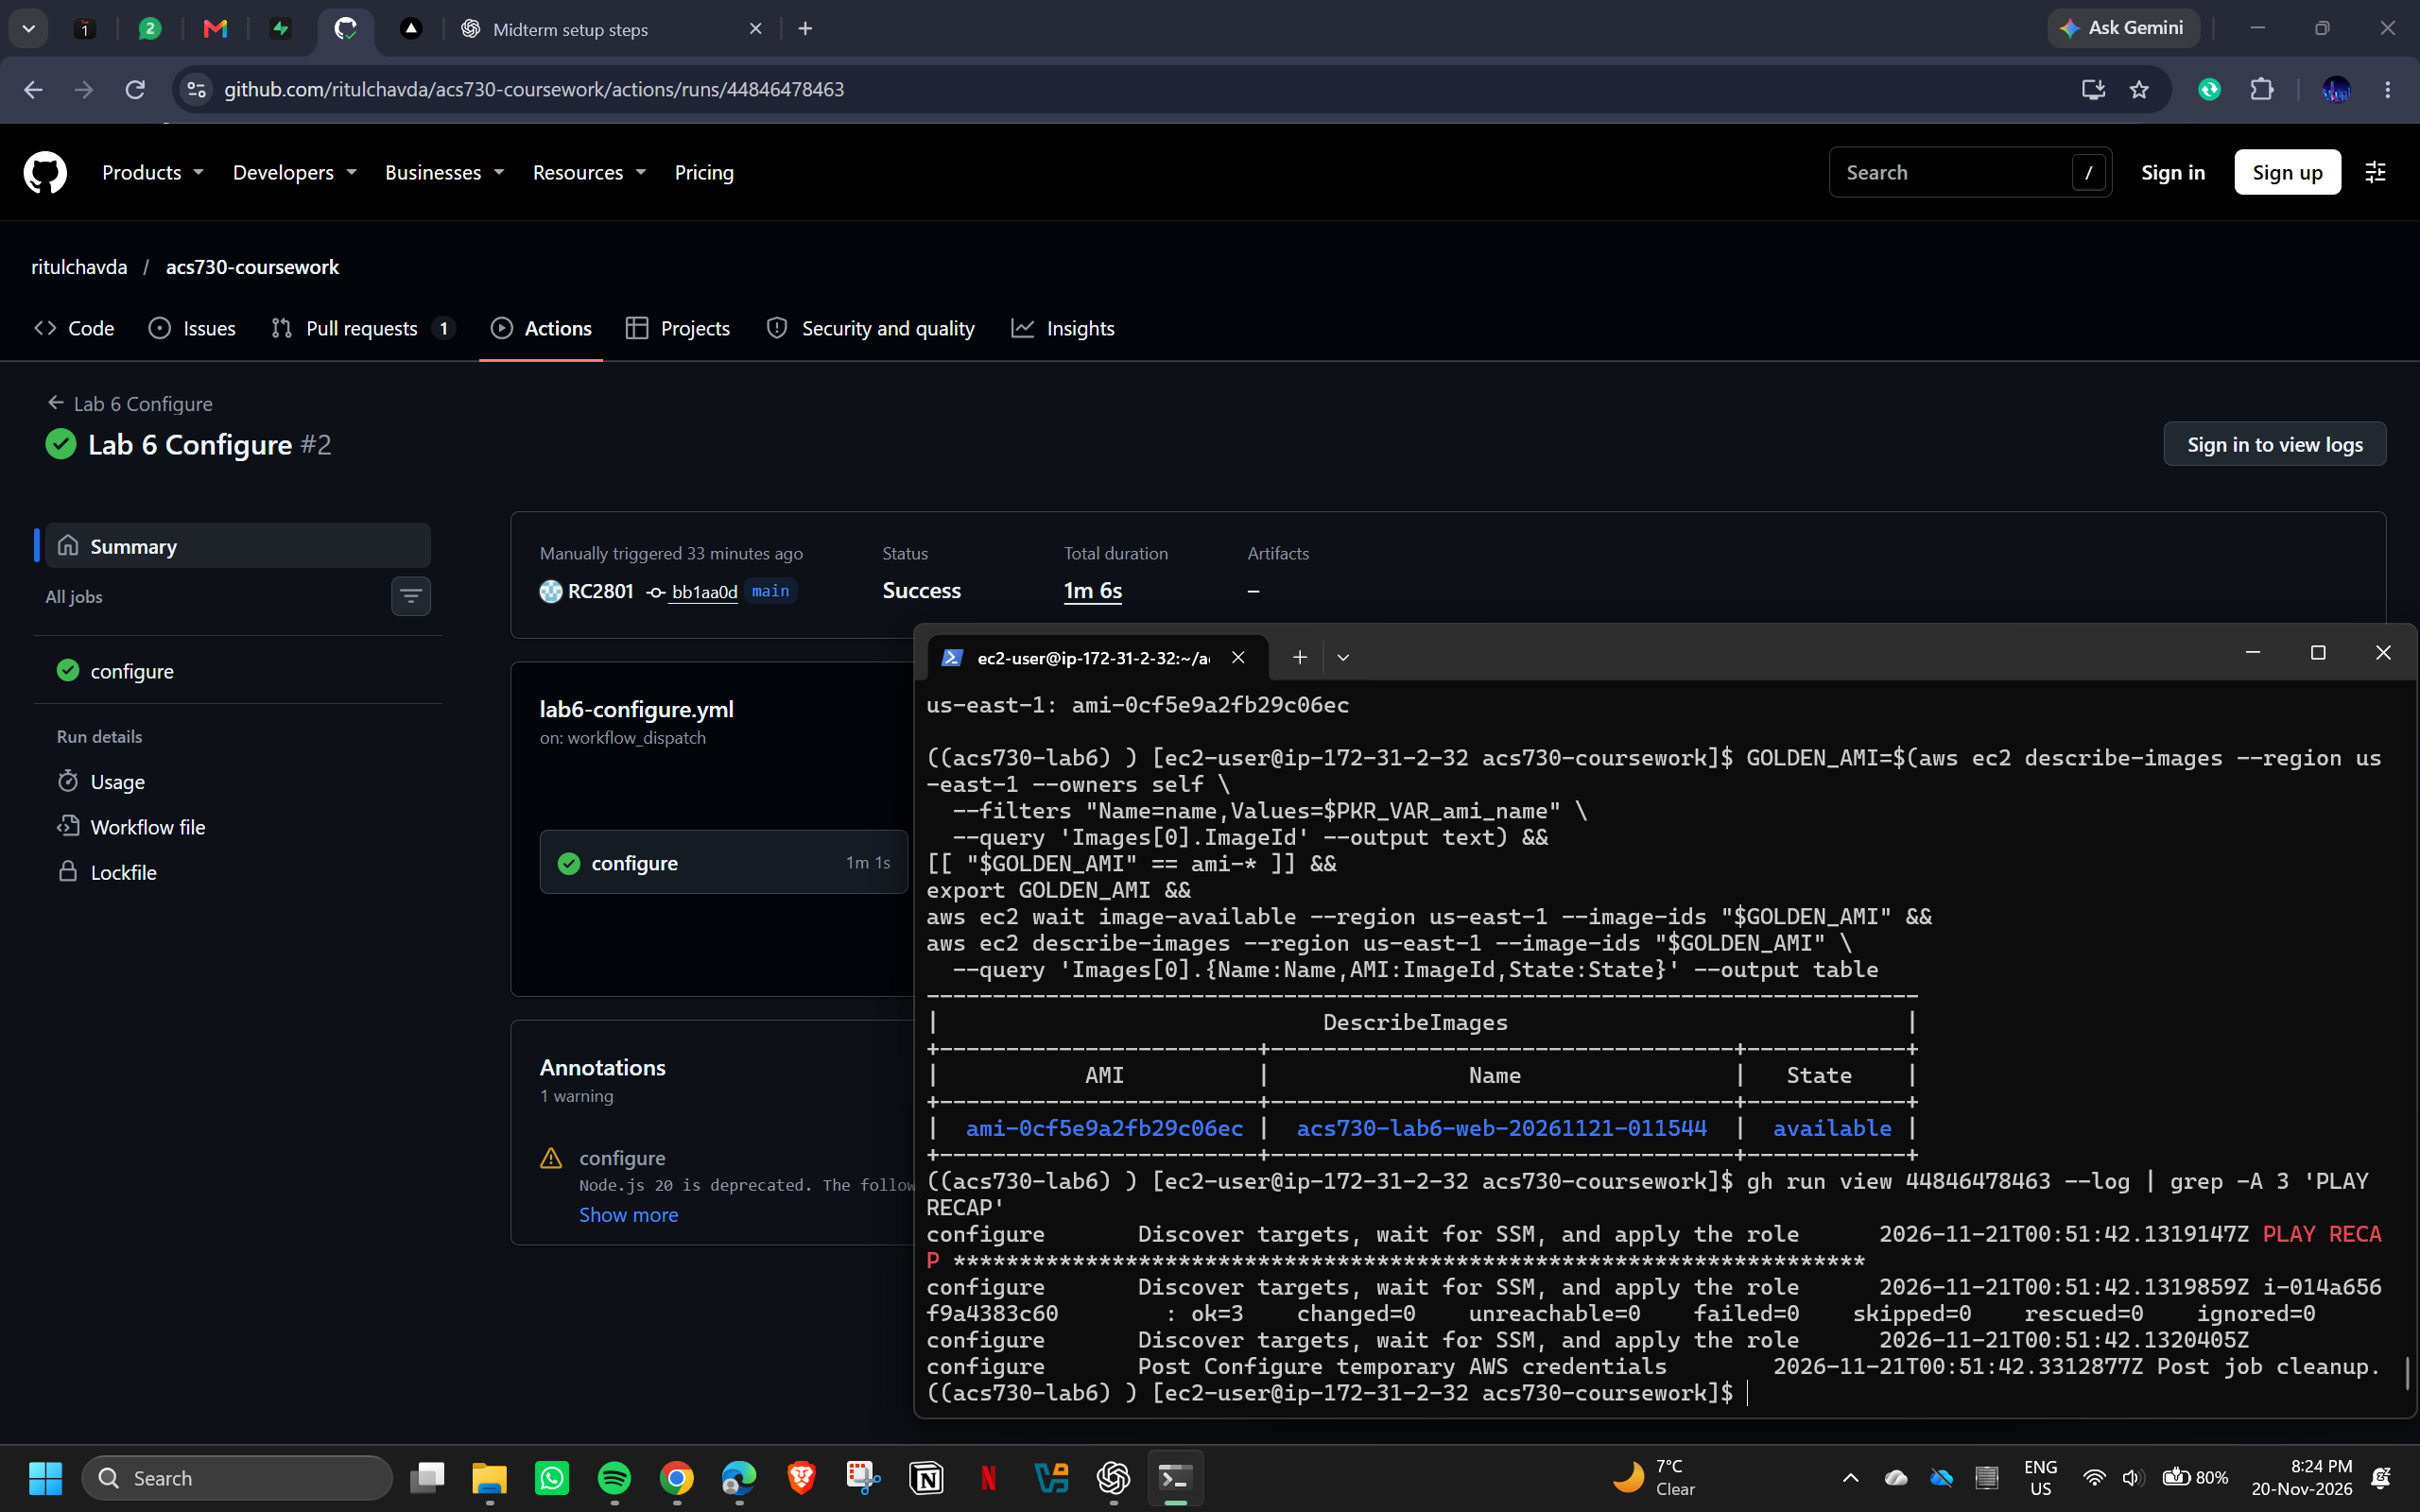 1
2
Midterm setup steps
Ask Gemini
github.com/ritulchavda/acs730-coursework/actions/runs/44846478463
Products
Developers
Businesses
Resources
Pricing
Search
/
Sign in
Sign up
ritulchavda / acs730-coursework
Code
Issues
Pull requests 1
Actions
Projects
Security and quality
Insights
Lab 6 Configure
Lab 6 Configure #2
Sign in to view logs
Summary
All jobs
configure
Run details
Usage
Workflow file
Lockfile
Manually triggered 33 minutes ago
RC2801 bb1aa0d main
Status
Success
Total duration
1m 6s
Artifacts
–
lab6-configure.yml
on: workflow_dispatch
configure 1m 1s
Annotations
1 warning
configure
Node.js 20 is deprecated. The follow
Show more
ec2-user@ip-172-31-2-32:~/a
us-east-1: ami-0cf5e9a2fb29c06ec
((acs730-lab6) ) [ec2-user@ip-172-31-2-32 acs730-coursework]$ GOLDEN_AMI=$(aws ec2 describe-images --region us
-east-1 --owners self \
--filters "Name=name,Values=$PKR_VAR_ami_name" \
--query 'Images[0].ImageId' --output text) &&
[[ "$GOLDEN_AMI" == ami-* ]] &&
export GOLDEN_AMI &&
aws ec2 wait image-available --region us-east-1 --image-ids "$GOLDEN_AMI" &&
aws ec2 describe-images --region us-east-1 --image-ids "$GOLDEN_AMI" \
--query 'Images[0].{Name:Name,AMI:ImageId,State:State}' --output table
---------------------------------------------------------------------------
| DescribeImages |
+-------------------------+-----------------------------------+-----------+
| AMI | Name | State |
+-------------------------+-----------------------------------+-----------+
| ami-0cf5e9a2fb29c06ec | acs730-lab6-web-20261121-011544 | available |
+-------------------------+-----------------------------------+-----------+
((acs730-lab6) ) [ec2-user@ip-172-31-2-32 acs730-coursework]$ gh run view 44846478463 --log | grep -A 3 'PLAY
RECAP'
configure Discover targets, wait for SSM, and apply the role 2026-11-21T00:51:42.1319147Z PLAY RECA
P *********************************************************************
configure Discover targets, wait for SSM, and apply the role 2026-11-21T00:51:42.1319859Z i-014a656
f9a4383c60 : ok=3 changed=0 unreachable=0 failed=0 skipped=0 rescued=0 ignored=0
configure Discover targets, wait for SSM, and apply the role 2026-11-21T00:51:42.1320405Z
configure Post Configure temporary AWS credentials 2026-11-21T00:51:42.3312877Z Post job cleanup.
((acs730-lab6) ) [ec2-user@ip-172-31-2-32 acs730-coursework]$
Search
7°C
Clear
ENG
US
80%
8:24 PM
20-Nov-2026